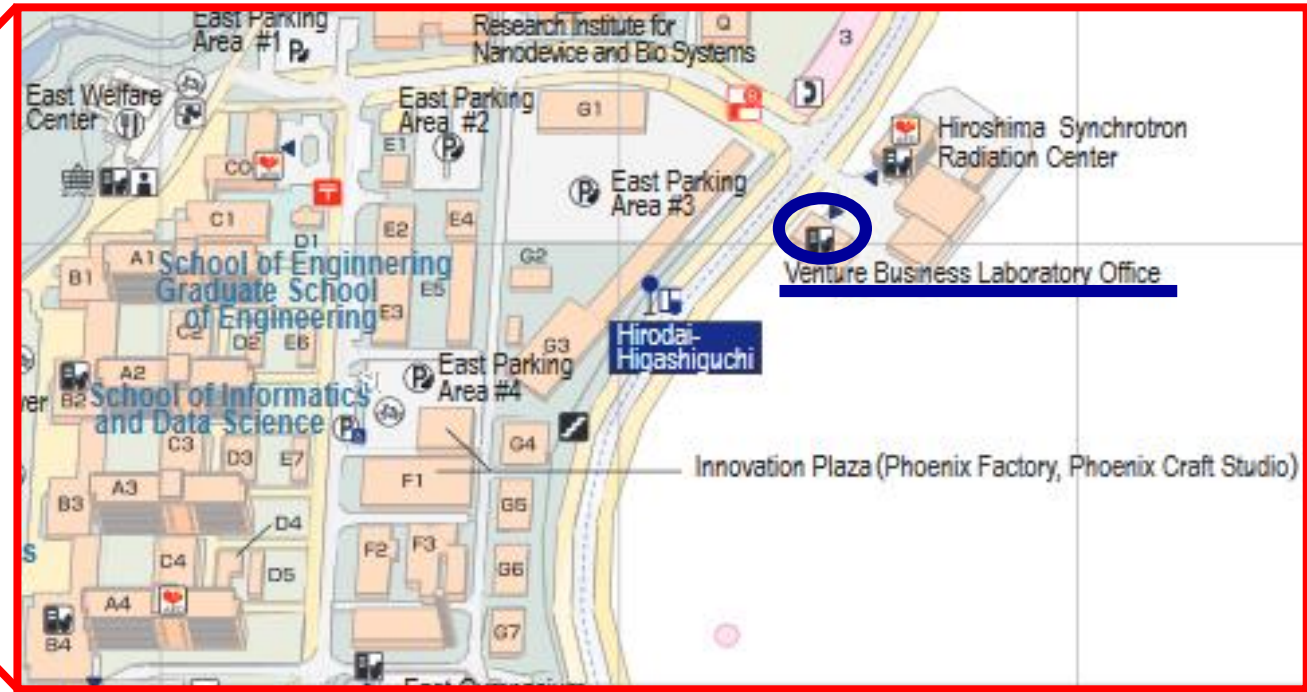 East Parking
Area #1
Research Institute for
Nanodevice and Bio Systems
Q
3
East Welfare
Center
East Parking
Area #2
G1
Hiroshima Synchrotron
Radiation Center
E1
C0
East Parking
Area #3
C1
D1
E2
E4
A1
B1
School of Enginnering
Graduate School
of Engineering
G2
E5
E3
Venture Business Laboratory Office
C2
D2
E6
G3
Hirodai-
Higashiguchi
A2
B2
East Parking
Area #4
School of Informatics
and Data Science
ver
C3
D3
E7
G4
Innovation Plaza (Phoenix Factory, Phoenix Craft Studio)
F1
A3
B3
G5
D4
s
C4
D5
F2
F3
G6
A4
B4
G7
East Gymnasium